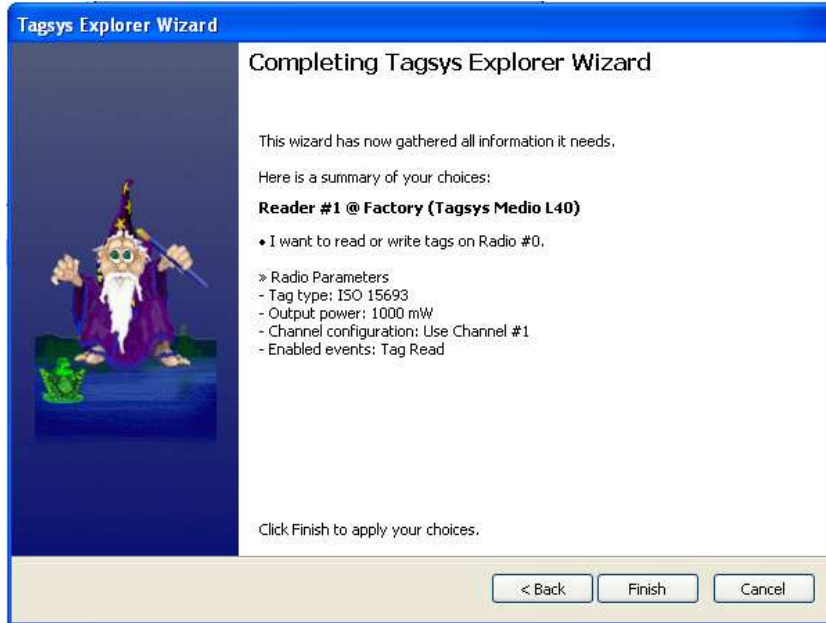 Tagsys Explorer Wizard
Completing Tagsys Explorer Wizard
This wizard has now gathered all information it needs.
Here is a summary of your choices:
Reader #1 @ Factory (Tagsys Medio L40)
• I want to read or write tags on Radio #0.
» Radio Parameters
- Tag type: ISO 15693
- Output power: 1000 mW
- Channel configuration: Use Channel #1
- Enabled events: Tag Read
Click Finish to apply your choices.
< Back Finish Cancel